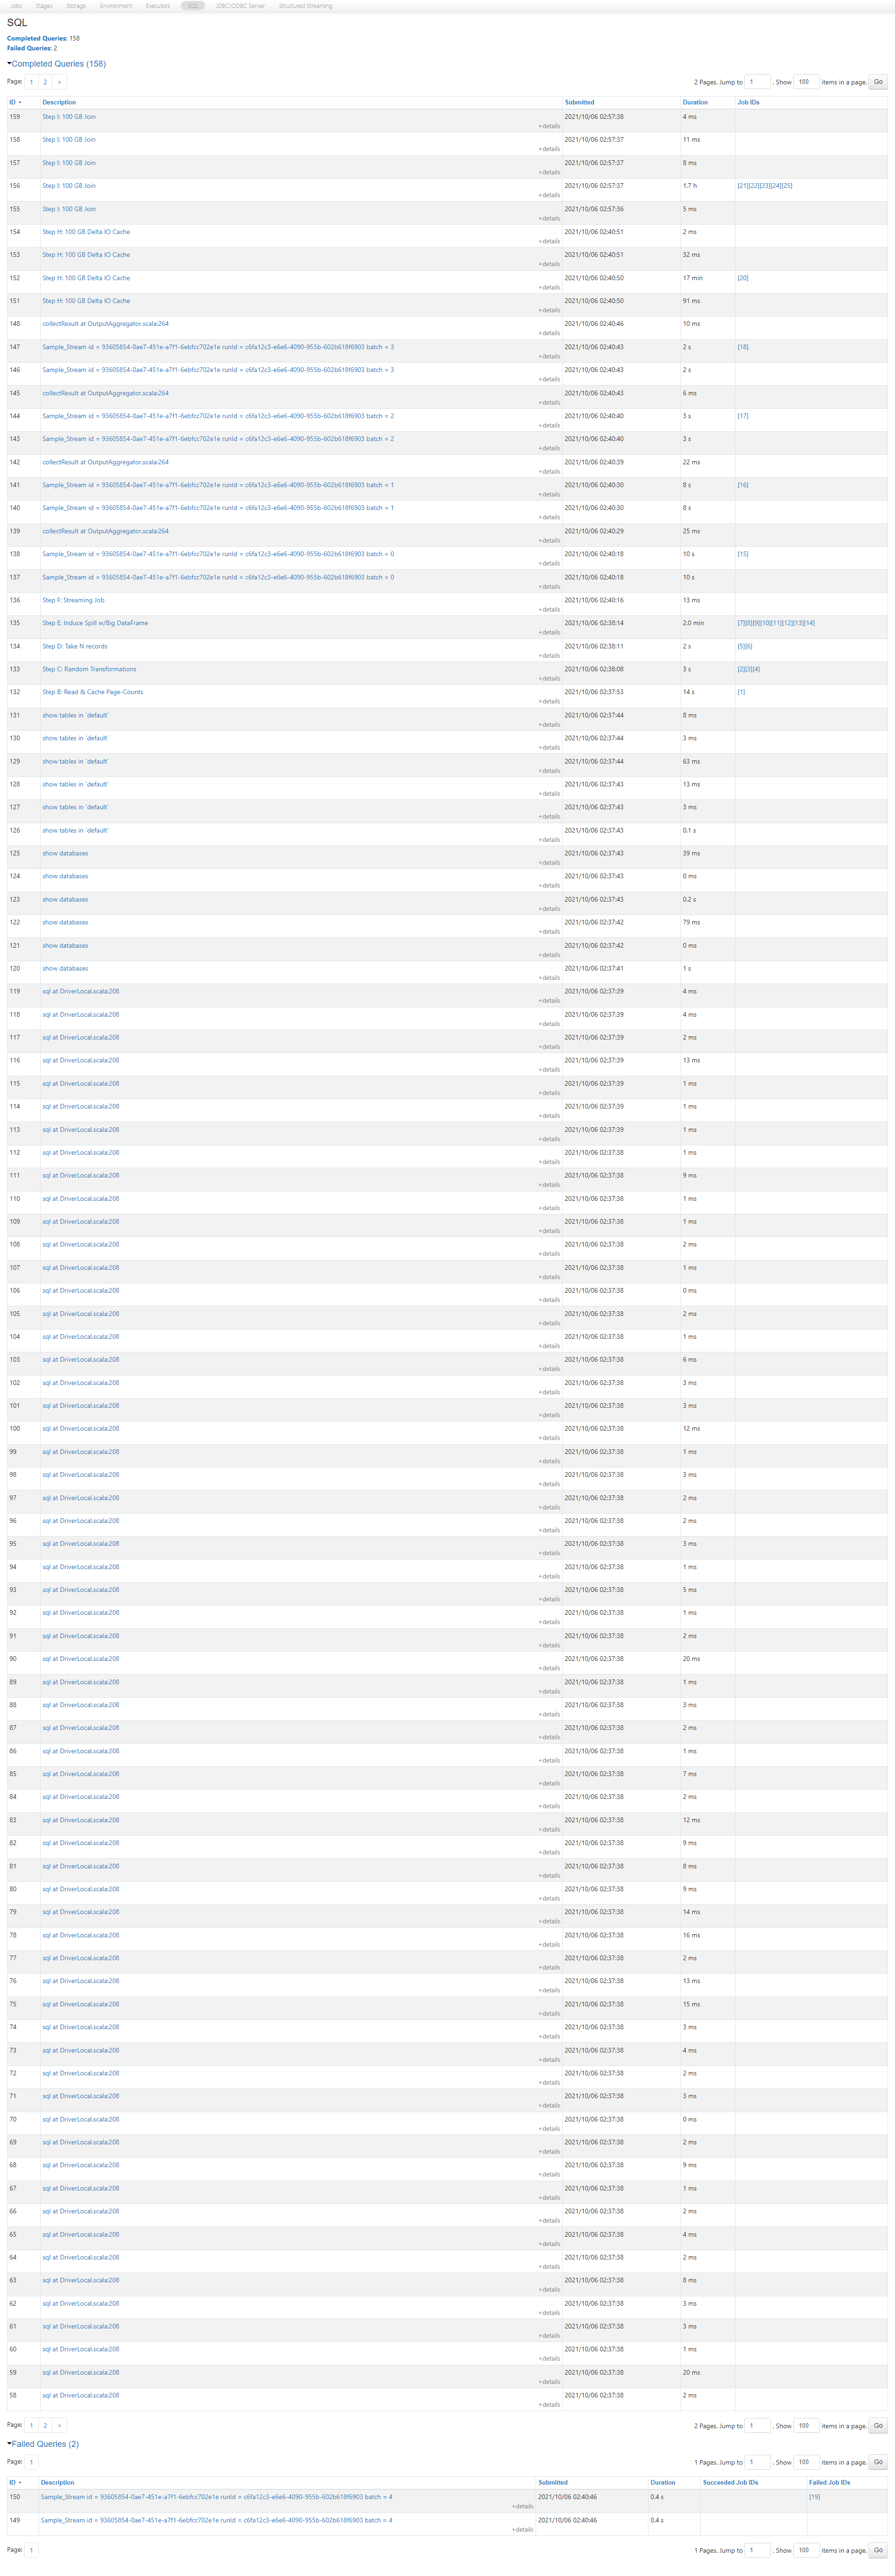 Jobs Stages Storage Environment Executors SQL JDBC/ODBC Server Structured Streaming
SQL
Completed Queries: 158
Failed Queries: 2
Completed Queries (158)
Page: 1 2 > 2 Pages. Jump to 1 . Show 100 items in a page. Go
ID Description Submitted Duration Job IDs
159 Step I: 100 GB Join 2021/10/06 02:57:38 4 ms
+details
158 Step I: 100 GB Join 2021/10/06 02:57:37 11 ms
+details
157 Step I: 100 GB Join 2021/10/06 02:57:37 8 ms
+details
156 Step I: 100 GB Join 2021/10/06 02:57:37 1.7 h [21][22][23][24][25]
+details
155 Step I: 100 GB Join 2021/10/06 02:57:36 5 ms
+details
154 Step H: 100 GB Delta IO Cache 2021/10/06 02:40:51 2 ms
+details
153 Step H: 100 GB Delta IO Cache 2021/10/06 02:40:51 32 ms
+details
152 Step H: 100 GB Delta IO Cache 2021/10/06 02:40:50 17 min [20]
+details
151 Step H: 100 GB Delta IO Cache 2021/10/06 02:40:50 91 ms
+details
148 collectResult at OutputAggregator.scala:264 2021/10/06 02:40:46 10 ms
+details
147 Sample_Stream id = 93605854-0ae7-451e-a7f1-6ebfcc702e1e runId = c6fa12c3-e6e6-4090-955b-602b618f6903 batch = 3 2021/10/06 02:40:43 2 s [18]
+details
146 Sample_Stream id = 93605854-0ae7-451e-a7f1-6ebfcc702e1e runId = c6fa12c3-e6e6-4090-955b-602b618f6903 batch = 3 2021/10/06 02:40:43 2 s
+details
145 collectResult at OutputAggregator.scala:264 2021/10/06 02:40:43 6 ms
+details
144 Sample_Stream id = 93605854-0ae7-451e-a7f1-6ebfcc702e1e runId = c6fa12c3-e6e6-4090-955b-602b618f6903 batch = 2 2021/10/06 02:40:40 3 s [17]
+details
143 Sample_Stream id = 93605854-0ae7-451e-a7f1-6ebfcc702e1e runId = c6fa12c3-e6e6-4090-955b-602b618f6903 batch = 2 2021/10/06 02:40:40 3 s
+details
142 collectResult at OutputAggregator.scala:264 2021/10/06 02:40:39 22 ms
+details
141 Sample_Stream id = 93605854-0ae7-451e-a7f1-6ebfcc702e1e runId = c6fa12c3-e6e6-4090-955b-602b618f6903 batch = 1 2021/10/06 02:40:30 8 s [16]
+details
140 Sample_Stream id = 93605854-0ae7-451e-a7f1-6ebfcc702e1e runId = c6fa12c3-e6e6-4090-955b-602b618f6903 batch = 1 2021/10/06 02:40:30 8 s
+details
139 collectResult at OutputAggregator.scala:264 2021/10/06 02:40:29 25 ms
+details
138 Sample_Stream id = 93605854-0ae7-451e-a7f1-6ebfcc702e1e runId = c6fa12c3-e6e6-4090-955b-602b618f6903 batch = 0 2021/10/06 02:40:18 10 s [15]
+details
137 Sample_Stream id = 93605854-0ae7-451e-a7f1-6ebfcc702e1e runId = c6fa12c3-e6e6-4090-955b-602b618f6903 batch = 0 2021/10/06 02:40:18 10 s
+details
136 Step F: Streaming Job 2021/10/06 02:40:16 13 ms
+details
135 Step E: Induce Spill w/Big DataFrame 2021/10/06 02:38:14 2.0 min [7][8][9][10][11][12][13][14]
+details
134 Step D: Take N records 2021/10/06 02:38:11 2 s [5][6]
+details
133 Step C: Random Transformations 2021/10/06 02:38:08 3 s [2][3][4]
+details
132 Step B: Read & Cache Page-Counts 2021/10/06 02:37:53 14 s [1]
+details
131 show tables in `default` 2021/10/06 02:37:44 8 ms
+details
130 show tables in `default` 2021/10/06 02:37:44 3 ms
+details
129 show tables in `default` 2021/10/06 02:37:44 63 ms
+details
128 show tables in `default` 2021/10/06 02:37:43 13 ms
+details
127 show tables in `default` 2021/10/06 02:37:43 3 ms
+details
126 show tables in `default` 2021/10/06 02:37:43 0.1 s
+details
125 show databases 2021/10/06 02:37:43 39 ms
+details
124 show databases 2021/10/06 02:37:43 0 ms
+details
123 show databases 2021/10/06 02:37:43 0.2 s
+details
122 show databases 2021/10/06 02:37:42 79 ms
+details
121 show databases 2021/10/06 02:37:42 0 ms
+details
120 show databases 2021/10/06 02:37:41 1 s
+details
119 sql at DriverLocal.scala:208 2021/10/06 02:37:39 4 ms
+details
118 sql at DriverLocal.scala:208 2021/10/06 02:37:39 4 ms
+details
117 sql at DriverLocal.scala:208 2021/10/06 02:37:39 2 ms
+details
116 sql at DriverLocal.scala:208 2021/10/06 02:37:39 13 ms
+details
115 sql at DriverLocal.scala:208 2021/10/06 02:37:39 1 ms
+details
114 sql at DriverLocal.scala:208 2021/10/06 02:37:39 1 ms
+details
113 sql at DriverLocal.scala:208 2021/10/06 02:37:39 1 ms
+details
112 sql at DriverLocal.scala:208 2021/10/06 02:37:38 1 ms
+details
111 sql at DriverLocal.scala:208 2021/10/06 02:37:38 9 ms
+details
110 sql at DriverLocal.scala:208 2021/10/06 02:37:38 1 ms
+details
109 sql at DriverLocal.scala:208 2021/10/06 02:37:38 1 ms
+details
108 sql at DriverLocal.scala:208 2021/10/06 02:37:38 2 ms
+details
107 sql at DriverLocal.scala:208 2021/10/06 02:37:38 1 ms
+details
106 sql at DriverLocal.scala:208 2021/10/06 02:37:38 0 ms
+details
105 sql at DriverLocal.scala:208 2021/10/06 02:37:38 2 ms
+details
104 sql at DriverLocal.scala:208 2021/10/06 02:37:38 1 ms
+details
103 sql at DriverLocal.scala:208 2021/10/06 02:37:38 6 ms
+details
102 sql at DriverLocal.scala:208 2021/10/06 02:37:38 3 ms
+details
101 sql at DriverLocal.scala:208 2021/10/06 02:37:38 3 ms
+details
100 sql at DriverLocal.scala:208 2021/10/06 02:37:38 12 ms
+details
99 sql at DriverLocal.scala:208 2021/10/06 02:37:38 1 ms
+details
98 sql at DriverLocal.scala:208 2021/10/06 02:37:38 3 ms
+details
97 sql at DriverLocal.scala:208 2021/10/06 02:37:38 2 ms
+details
96 sql at DriverLocal.scala:208 2021/10/06 02:37:38 2 ms
+details
95 sql at DriverLocal.scala:208 2021/10/06 02:37:38 3 ms
+details
94 sql at DriverLocal.scala:208 2021/10/06 02:37:38 1 ms
+details
93 sql at DriverLocal.scala:208 2021/10/06 02:37:38 5 ms
+details
92 sql at DriverLocal.scala:208 2021/10/06 02:37:38 1 ms
+details
91 sql at DriverLocal.scala:208 2021/10/06 02:37:38 2 ms
+details
90 sql at DriverLocal.scala:208 2021/10/06 02:37:38 20 ms
+details
89 sql at DriverLocal.scala:208 2021/10/06 02:37:38 1 ms
+details
88 sql at DriverLocal.scala:208 2021/10/06 02:37:38 3 ms
+details
87 sql at DriverLocal.scala:208 2021/10/06 02:37:38 2 ms
+details
86 sql at DriverLocal.scala:208 2021/10/06 02:37:38 1 ms
+details
85 sql at DriverLocal.scala:208 2021/10/06 02:37:38 7 ms
+details
84 sql at DriverLocal.scala:208 2021/10/06 02:37:38 2 ms
+details
83 sql at DriverLocal.scala:208 2021/10/06 02:37:38 12 ms
+details
82 sql at DriverLocal.scala:208 2021/10/06 02:37:38 9 ms
+details
81 sql at DriverLocal.scala:208 2021/10/06 02:37:38 8 ms
+details
80 sql at DriverLocal.scala:208 2021/10/06 02:37:38 9 ms
+details
79 sql at DriverLocal.scala:208 2021/10/06 02:37:38 14 ms
+details
78 sql at DriverLocal.scala:208 2021/10/06 02:37:38 16 ms
+details
77 sql at DriverLocal.scala:208 2021/10/06 02:37:38 2 ms
+details
76 sql at DriverLocal.scala:208 2021/10/06 02:37:38 13 ms
+details
75 sql at DriverLocal.scala:208 2021/10/06 02:37:38 15 ms
+details
74 sql at DriverLocal.scala:208 2021/10/06 02:37:38 3 ms
+details
73 sql at DriverLocal.scala:208 2021/10/06 02:37:38 4 ms
+details
72 sql at DriverLocal.scala:208 2021/10/06 02:37:38 2 ms
+details
71 sql at DriverLocal.scala:208 2021/10/06 02:37:38 3 ms
+details
70 sql at DriverLocal.scala:208 2021/10/06 02:37:38 0 ms
+details
69 sql at DriverLocal.scala:208 2021/10/06 02:37:38 2 ms
+details
68 sql at DriverLocal.scala:208 2021/10/06 02:37:38 9 ms
+details
67 sql at DriverLocal.scala:208 2021/10/06 02:37:38 1 ms
+details
66 sql at DriverLocal.scala:208 2021/10/06 02:37:38 2 ms
+details
65 sql at DriverLocal.scala:208 2021/10/06 02:37:38 4 ms
+details
64 sql at DriverLocal.scala:208 2021/10/06 02:37:38 2 ms
+details
63 sql at DriverLocal.scala:208 2021/10/06 02:37:38 8 ms
+details
62 sql at DriverLocal.scala:208 2021/10/06 02:37:38 3 ms
+details
61 sql at DriverLocal.scala:208 2021/10/06 02:37:38 3 ms
+details
60 sql at DriverLocal.scala:208 2021/10/06 02:37:38 1 ms
+details
59 sql at DriverLocal.scala:208 2021/10/06 02:37:38 20 ms
+details
58 sql at DriverLocal.scala:208 2021/10/06 02:37:38 2 ms
+details
Page: 1 2 > 2 Pages. Jump to 1 . Show 100 items in a page. Go
Failed Queries (2)
Page: 1 1 Pages. Jump to 1 . Show 100 items in a page. Go
ID Description Submitted Duration Succeeded Job IDs Failed Job IDs
150 Sample_Stream id = 93605854-0ae7-451e-a7f1-6ebfcc702e1e runId = c6fa12c3-e6e6-4090-955b-602b618f6903 batch = 4 2021/10/06 02:40:46 0.4 s [19]
+details
149 Sample_Stream id = 93605854-0ae7-451e-a7f1-6ebfcc702e1e runId = c6fa12c3-e6e6-4090-955b-602b618f6903 batch = 4 2021/10/06 02:40:46 0.4 s
+details
Page: 1 1 Pages. Jump to 1 . Show 100 items in a page. Go